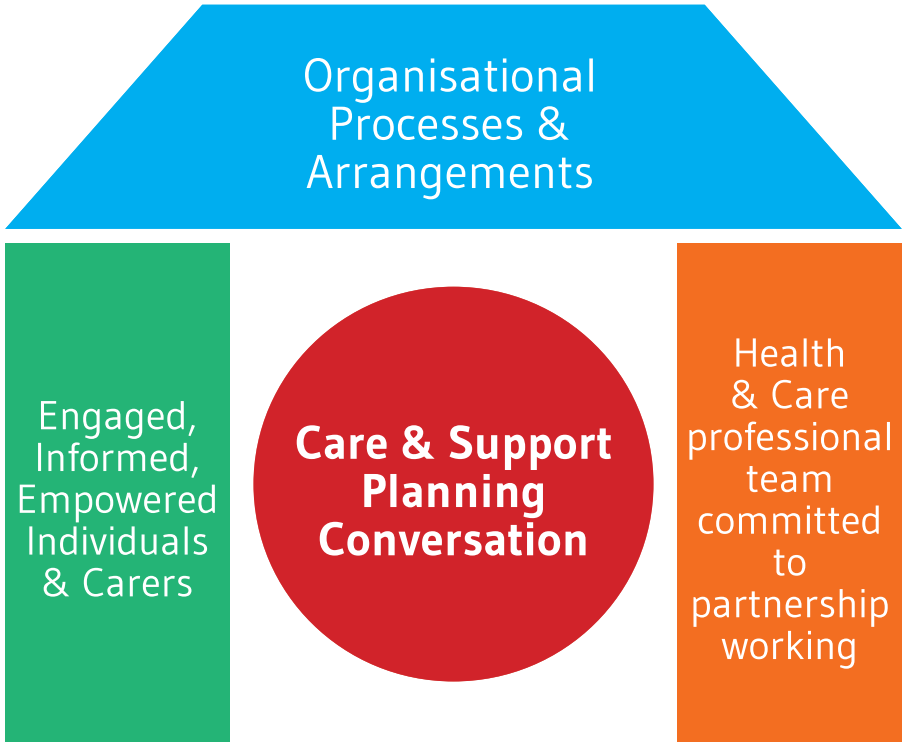 Organisational
Processes &
Arrangements
Engaged,
Informed,
Empowered
Individuals
& Carers
Care & Support
Planning
Conversation
Health
& Care
professional
team
committed
to
partnership
working